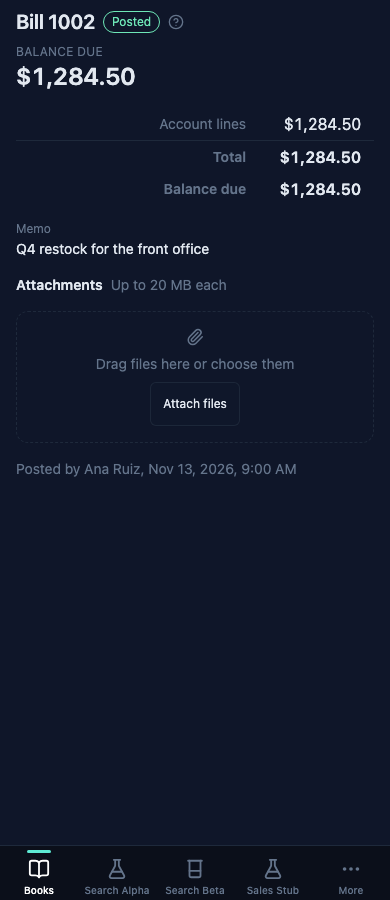 Bill 1002 Posted
BALANCE DUE
$1,284.50
Account lines $1,284.50
Total $1,284.50
Balance due $1,284.50
Memo
Q4 restock for the front office
Attachments Up to 20 MB each
Drag files here or choose them
Attach files
Posted by Ana Ruiz, Nov 13, 2026, 9:00 AM
Books Search Alpha Search Beta Sales Stub More